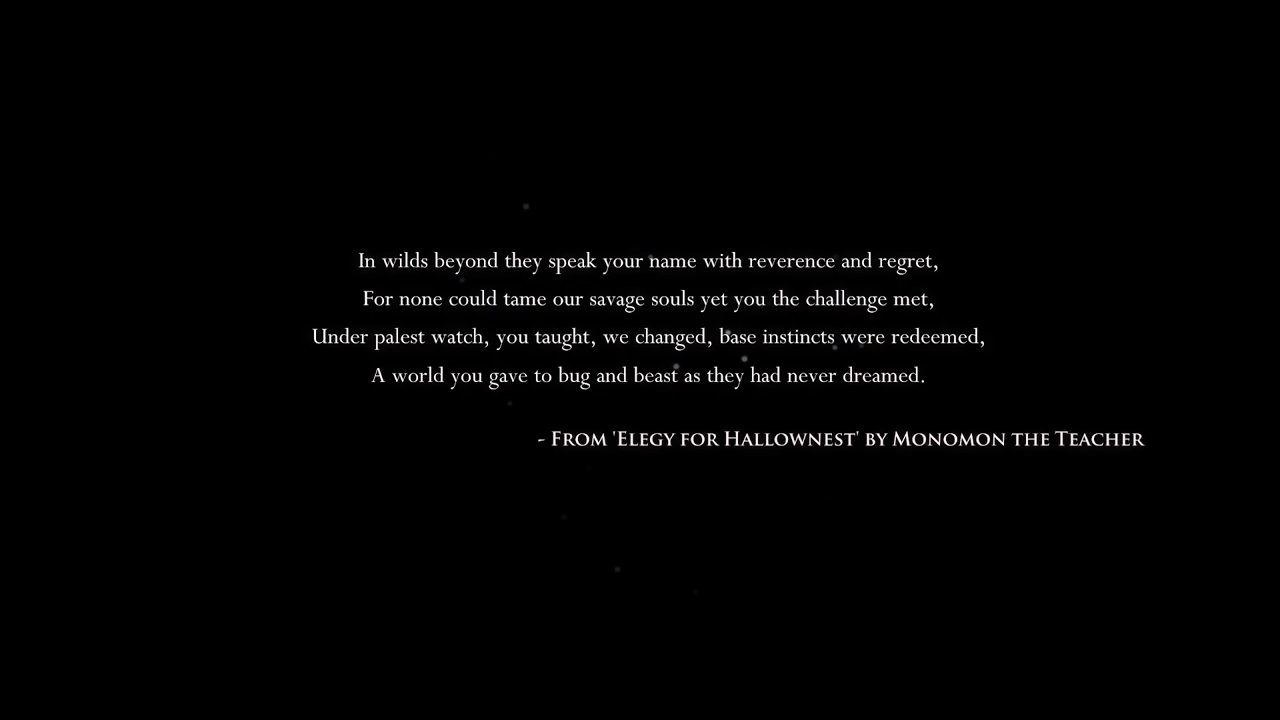 In wilds beyond they speak your name with reverence and regret,
For none could tame our savage souls yet you the challenge met,
Under palest watch, you taught, we changed, base instincts were redeemed,
A world you gave to bug and beast as they had never dreamed.
- From 'Elegy for Hallownest' by Monomon the Teacher